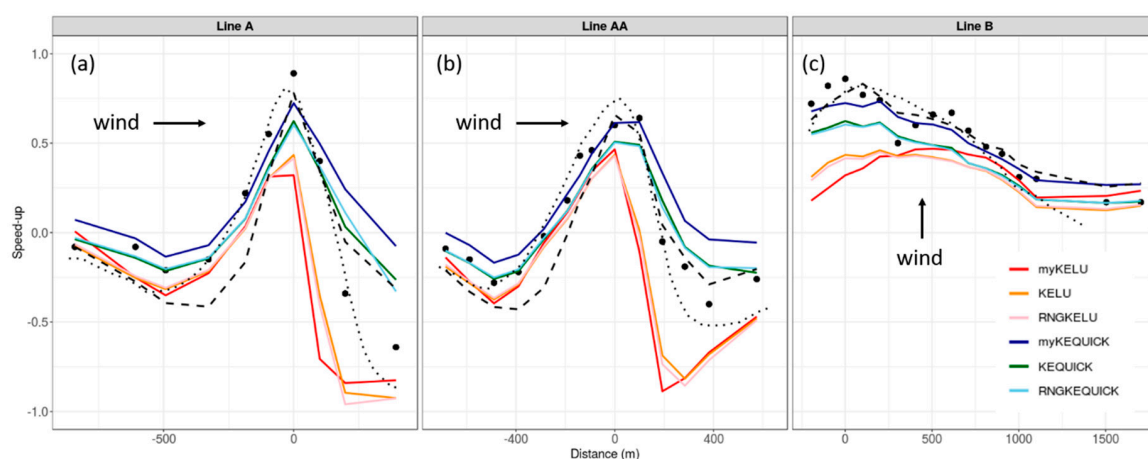 Line A
Line AA
Line B
(a)
(b)
(c)
wind
wind
wind
Speed-up
1.0
0.5
0.0
-0.5
-1.0
-500
0
-400
0
400
0
500
1000
1500
Distance (m)
myKELU
KELU
RNGKELU
myKEQUICK
KEQUICK
RNGKEQUICK